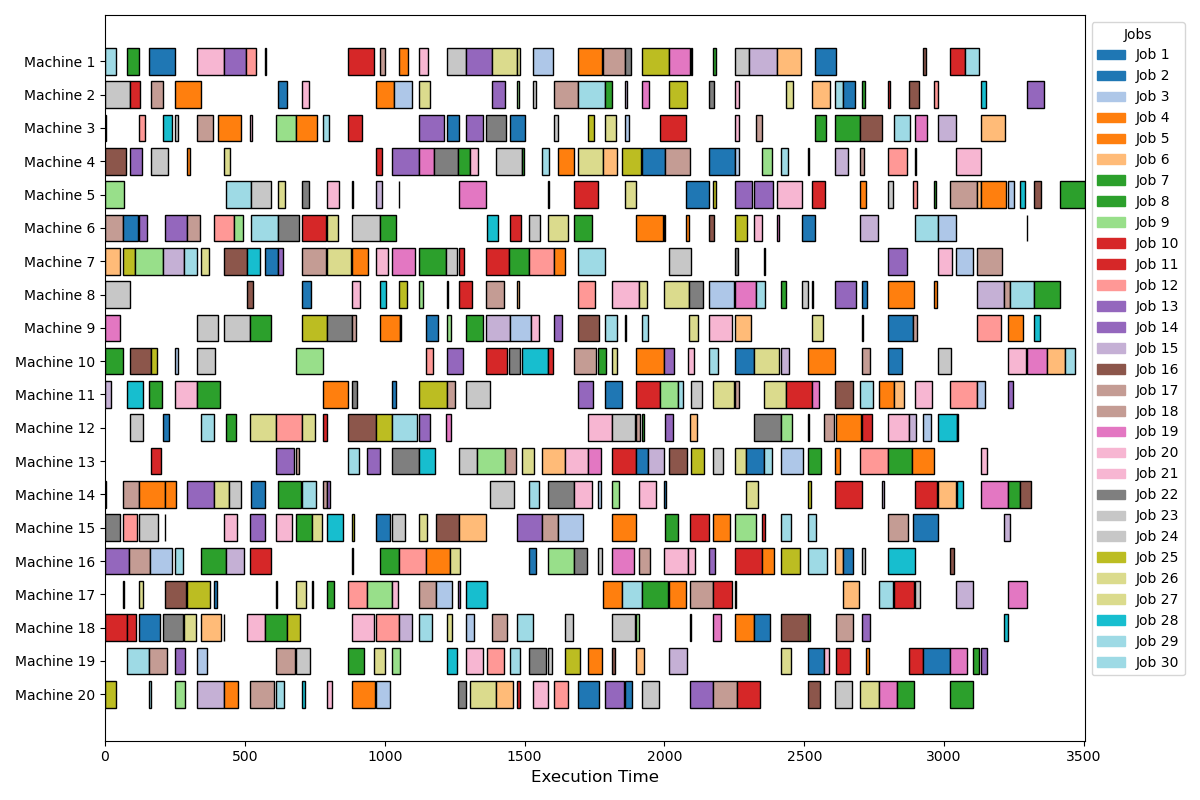 Machine 1
Machine 2
Machine 3
Machine 4
Machine 5
Machine 6
Machine 7
Machine 8
Machine 9
Machine 10
Machine 11
Machine 12
Machine 13
Machine 14
Machine 15
Machine 16
Machine 17
Machine 18
Machine 19
Machine 20
0 500 1000 1500 2000 2500 3000 3500
Execution Time
Jobs
Job 1
Job 2
Job 3
Job 4
Job 5
Job 6
Job 7
Job 8
Job 9
Job 10
Job 11
Job 12
Job 13
Job 14
Job 15
Job 16
Job 17
Job 18
Job 19
Job 20
Job 21
Job 22
Job 23
Job 24
Job 25
Job 26
Job 27
Job 28
Job 29
Job 30